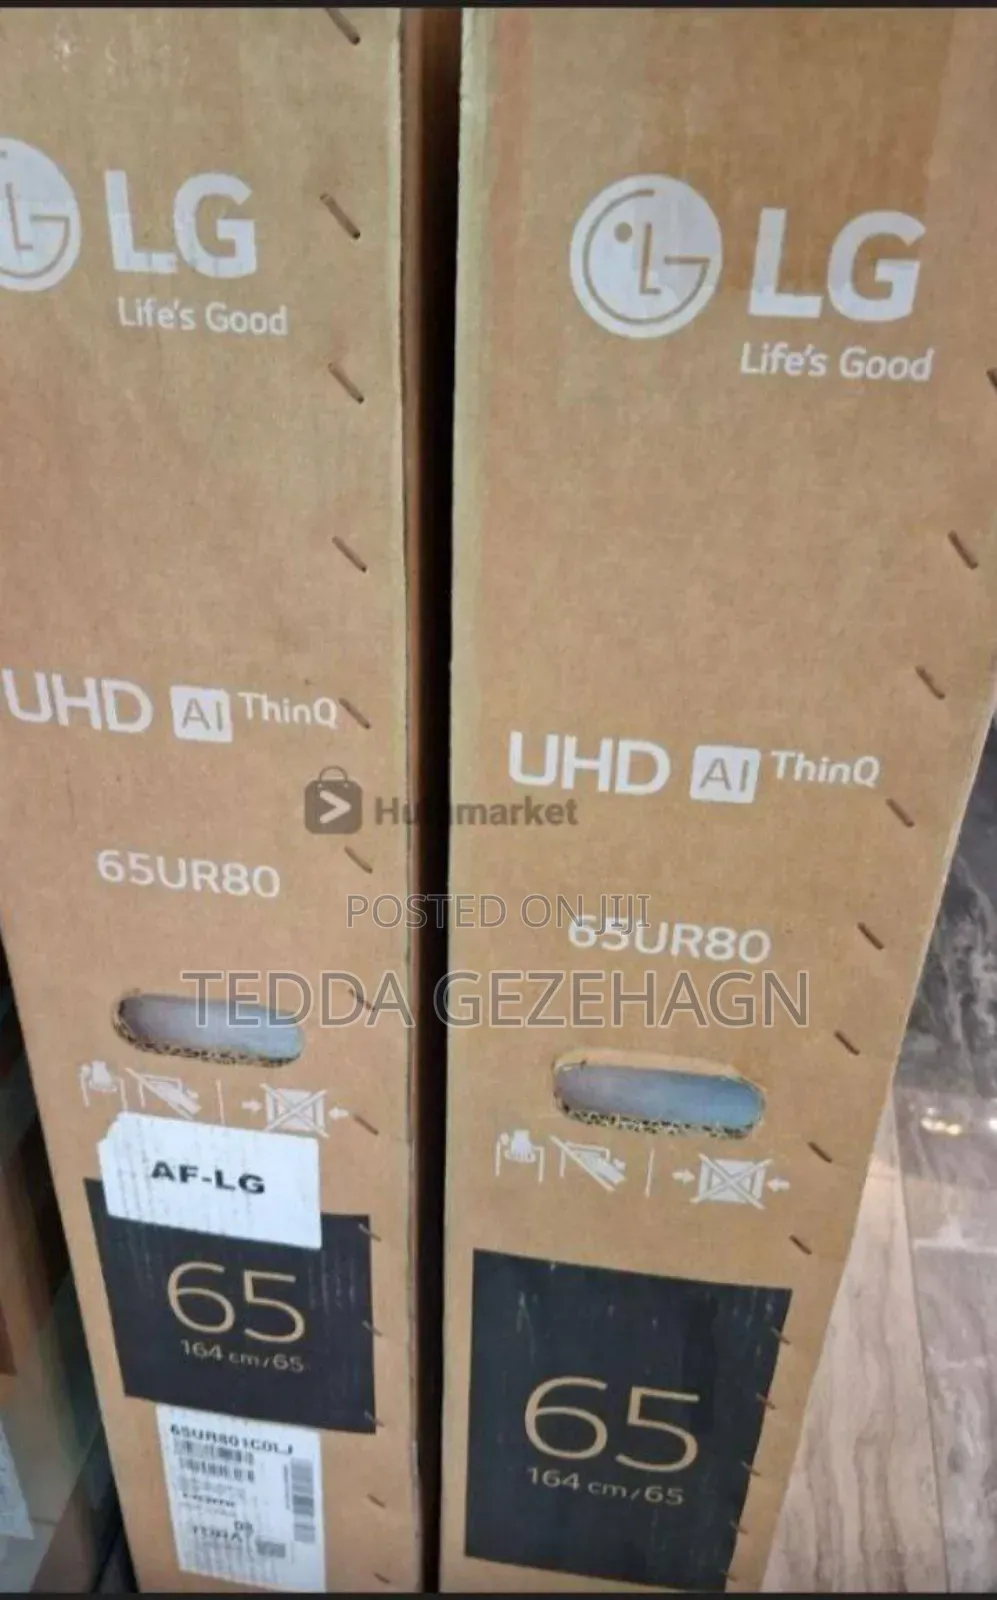 LG
Life's Good
UHD AI ThinQ
65UR80
AF-LG
65
164 cm/65
65UR801C0LJ
LG
Life's Good
UHD AI ThinQ
65UR80
65
164 cm/65
POSTED ON JIJI
TEDDA GEZEHAGN